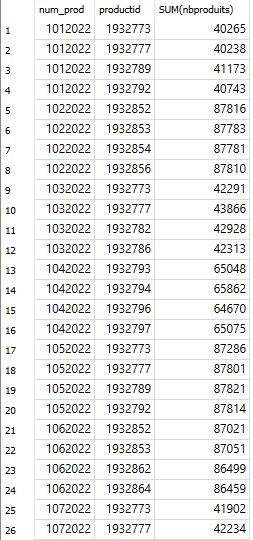 num_prod productid SUM(nbproduits)
1 1012022 1932773 40265
2 1012022 1932777 40238
3 1012022 1932789 41173
4 1012022 1932792 40743
5 1022022 1932852 87816
6 1022022 1932853 87783
7 1022022 1932854 87781
8 1022022 1932856 87810
9 1032022 1932773 42291
10 1032022 1932777 43866
11 1032022 1932782 42928
12 1032022 1932786 42313
13 1042022 1932793 65048
14 1042022 1932794 65862
15 1042022 1932796 64670
16 1042022 1932797 65075
17 1052022 1932773 87286
18 1052022 1932777 87801
19 1052022 1932789 87821
20 1052022 1932792 87814
21 1062022 1932852 87021
22 1062022 1932853 87051
23 1062022 1932862 86499
24 1062022 1932864 86459
25 1072022 1932773 41902
26 1072022 1932777 42234